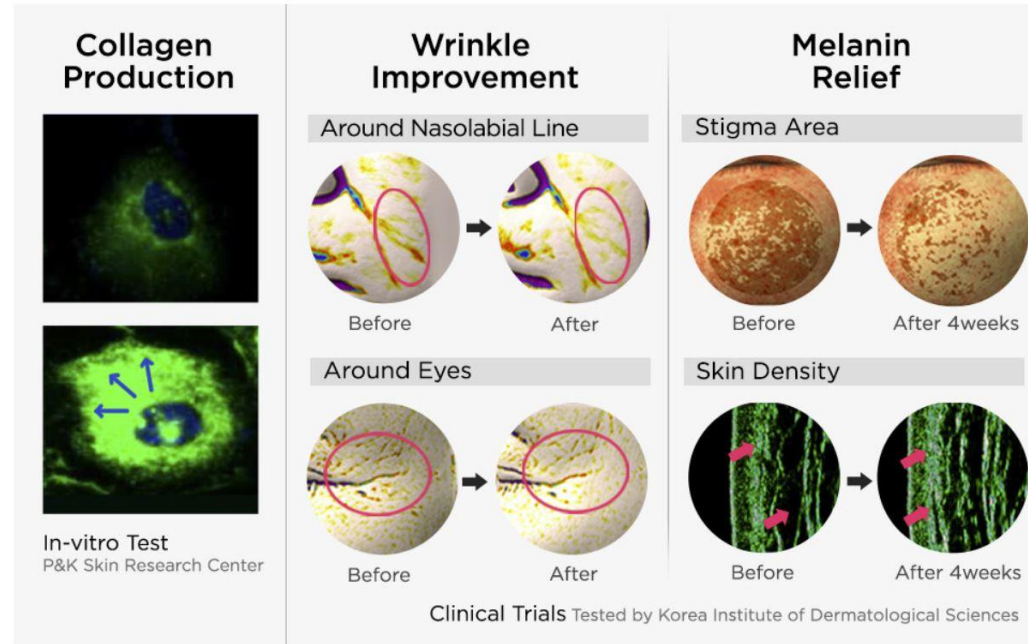 Collagen
Production
In-vitro Test
P&K Skin Research Center
Wrinkle
Improvement
Around Nasolabial Line
Before
After
Around Eyes
Before
After
Melanin
Relief
Stigma Area
Before
After 4weeks
Skin Density
Before
After 4weeks
Clinical Trials Tested by Korea Institute of Dermatological Sciences